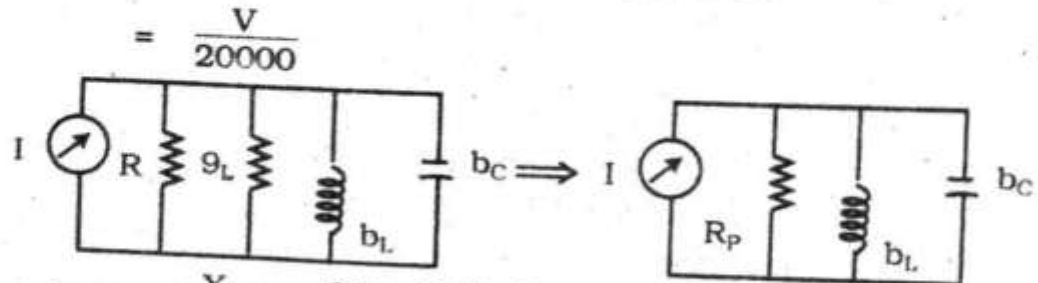 = V
20000
I R 9L bL bC ⟹ I RP bL bC